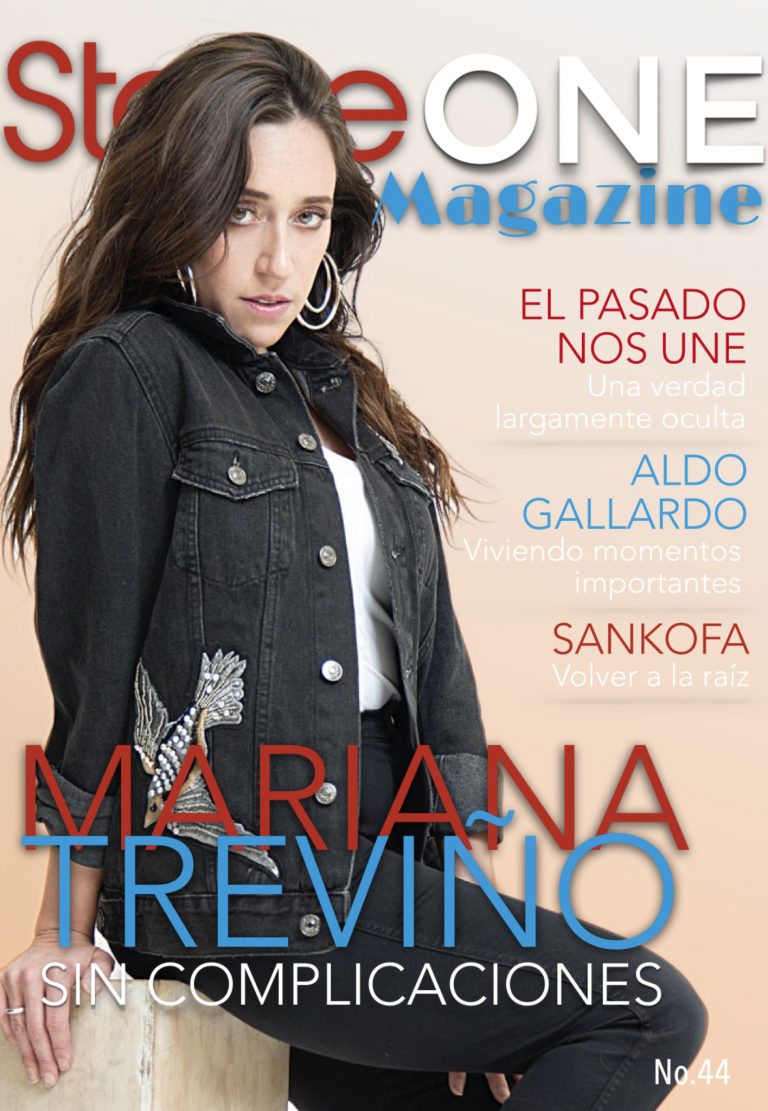 ONE
Magazine
EL PASADO
NOS UNE
Una verdad
largamente oculta
ALDO
GALLARDO
Viviendo momentos
importantes
SANKOFA
Volver a la raíz
MARIANA
TREVIÑO
SIN COMPLICACIONES
No.44